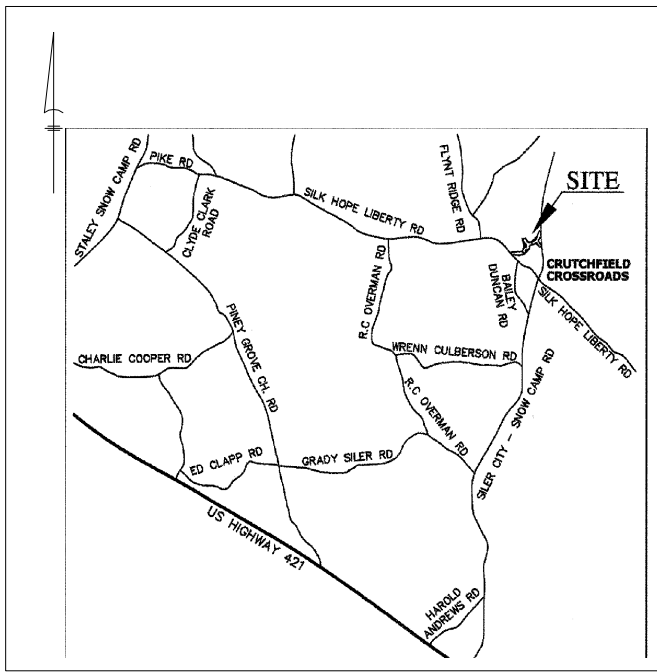 STALEY SNOW CAMP RD
PIKE RD
CLYDE CLARK
ROAD
SILK HOPE LIBERTY RD
FLYNT RIDGE RD
SITE
CRUTCHFIELD
CROSSROADS
BAILEY
DUNCAN RD
SILK HOPE LIBERTY RD
R.C OVERMAN RD
WRENN CULBERSON RD
R.C OVERMAN RD
SILER CITY - SNOW CAMP RD
PINEY GROVE CH. RD
CHARLIE COOPER RD
ED CLAPP RD
GRADY SILER RD
US HIGHWAY 421
HAROLD
ANDREWS RD